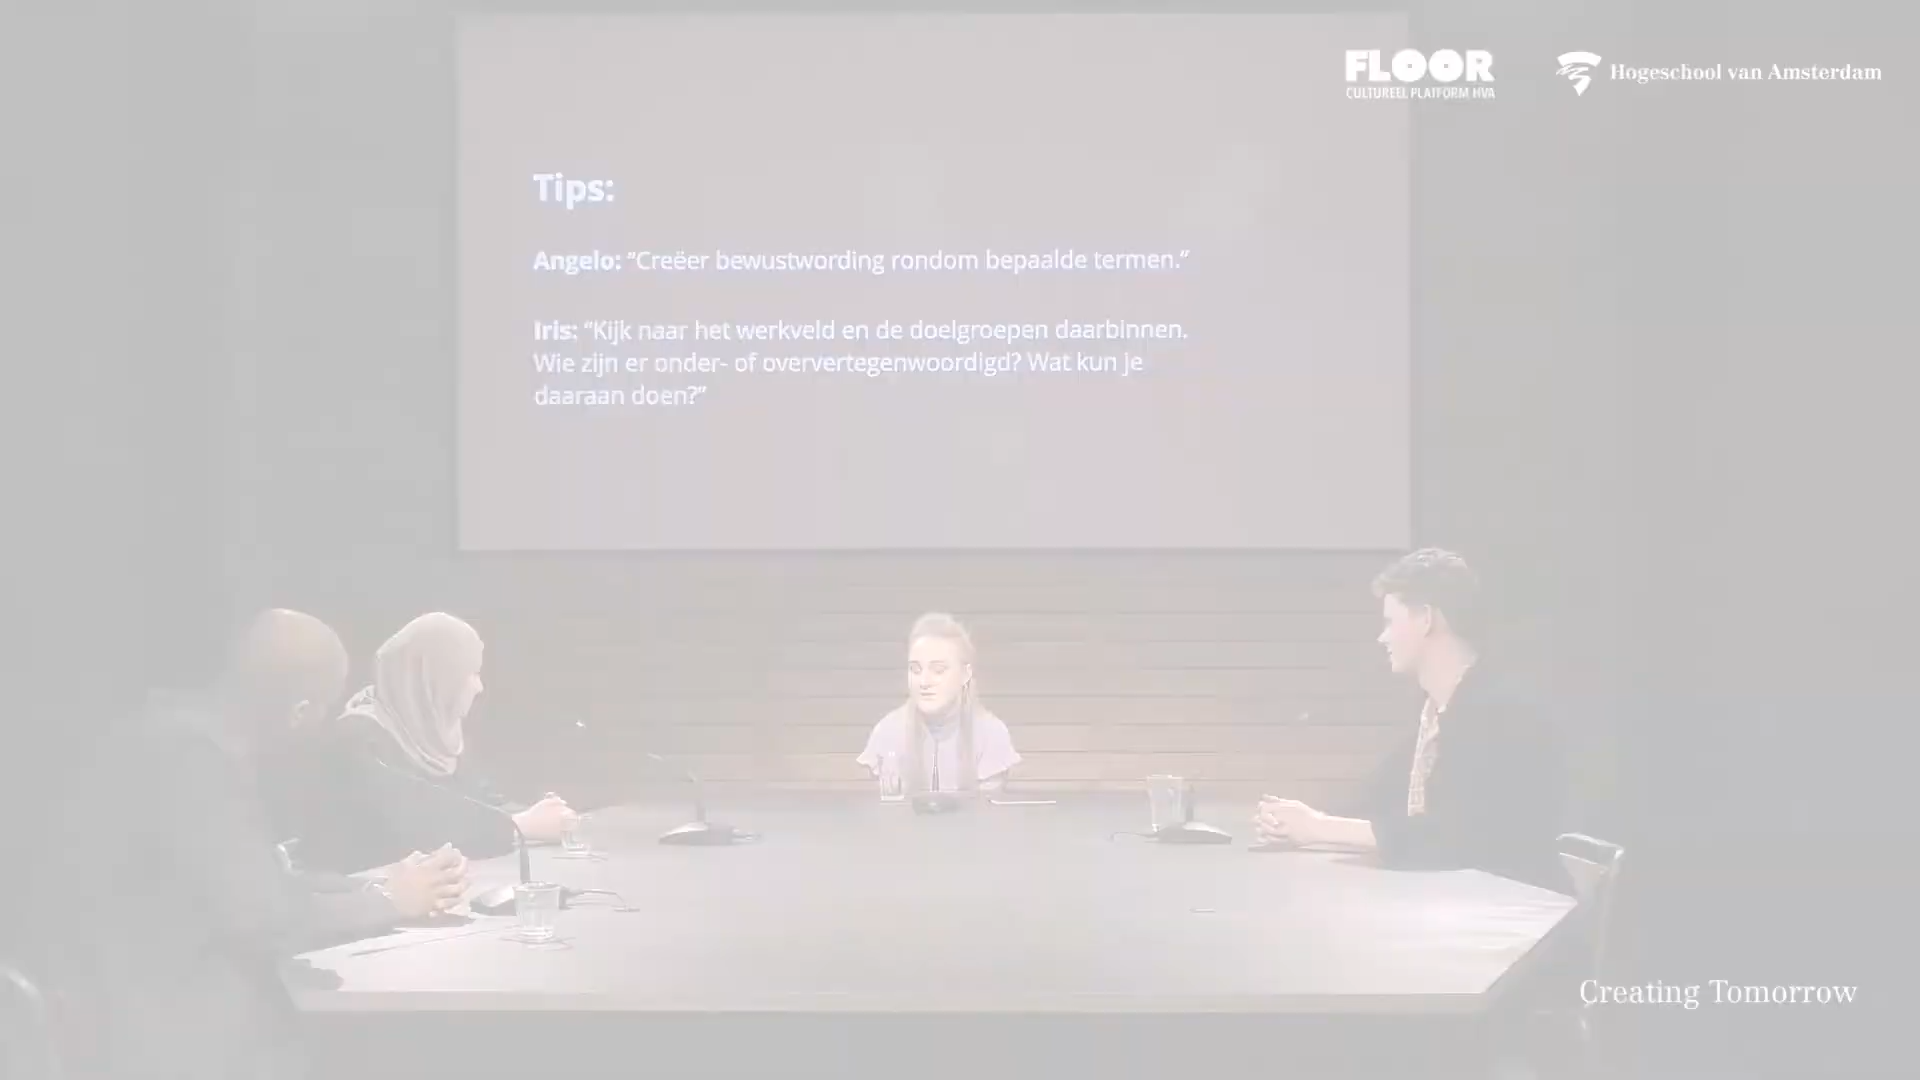 FLOOR
CULTUREEL PLATFORM HVA
Hogeschool van Amsterdam
Tips:
Angelo: “Creëer bewustwording rondom bepaalde termen.”
Iris: “Kijk naar het werkveld en de doelgroepen daarbinnen.
Wie zijn er onder- of oververtegenwoordigd? Wat kun je
daaraan doen?”
Creating Tomorrow